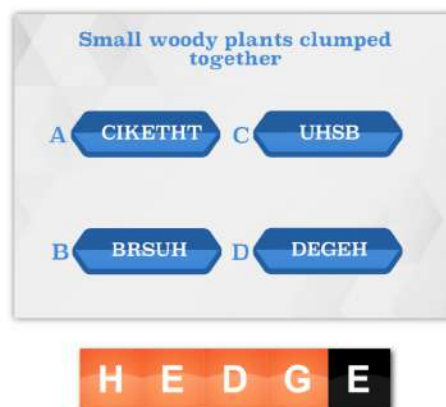 Small woody plants clumped
together
A CIKETHT C UHSB
B BRSUH D DEGEH
H E D G E